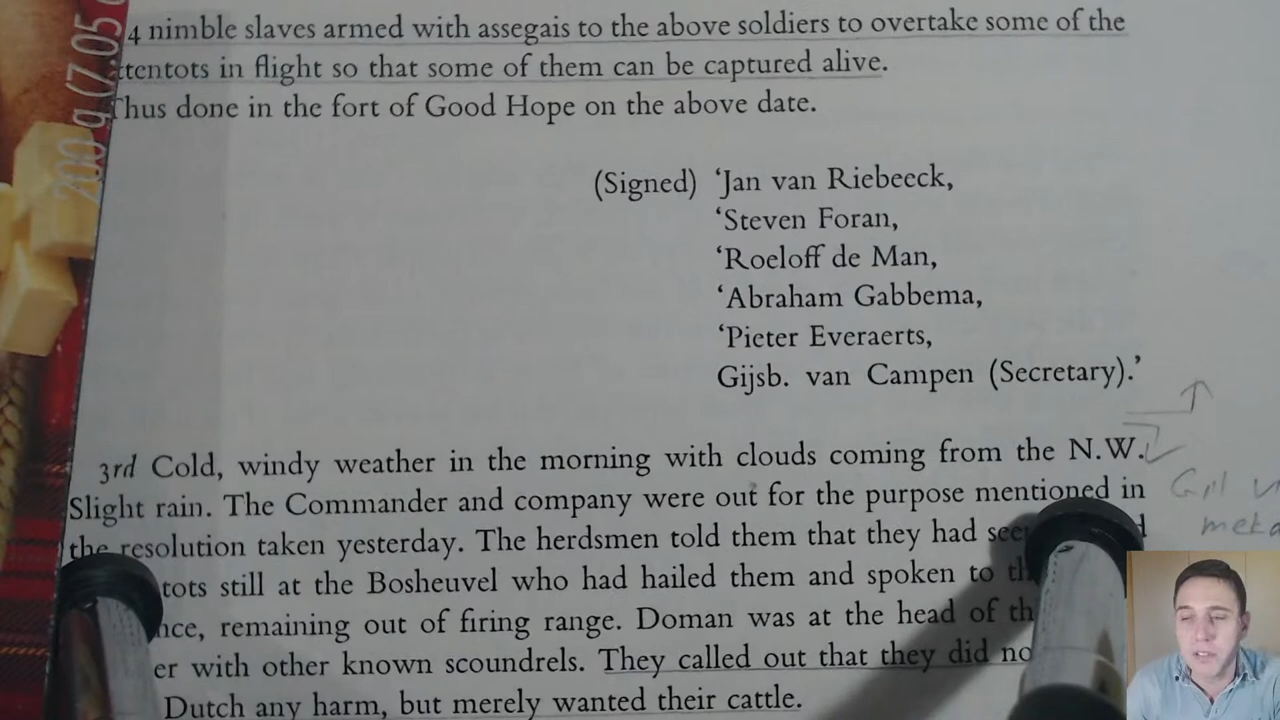 4 nimble slaves armed with assegais to the above soldiers to overtake some of the
tentots in flight so that some of them can be captured alive.
Thus done in the fort of Good Hope on the above date.
(Signed) ‘Jan van Riebeeck,
‘Steven Foran,
‘Roeloff de Man,
‘Abraham Gabbema,
‘Pieter Everaerts,
Gijsb. van Campen (Secretary).’
3rd Cold, windy weather in the morning with clouds coming from the N.W.
Slight rain. The Commander and company were out for the purpose mentioned in
the resolution taken yesterday. The herdsmen told them that they had
tots still at the Bosheuvel who had hailed them and spoken to
nce, remaining out of firing range. Doman was at the head of
er with other known scoundrels. They called out that they did
Dutch any harm, but merely wanted their cattle.
200 g (7.05